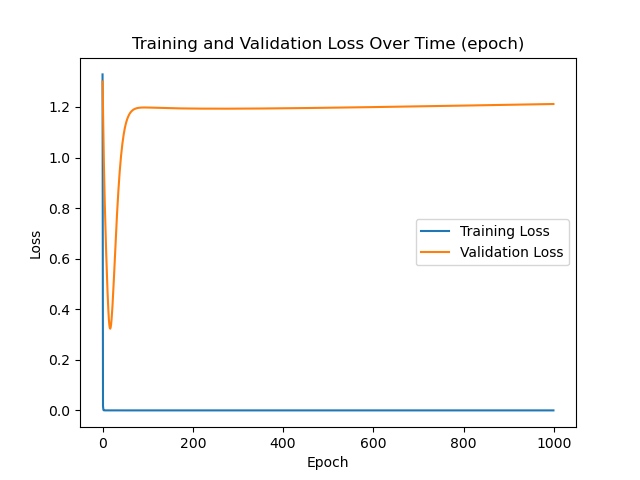 Training and Validation Loss Over Time (epoch)
1.2
1.0
0.8
0.6
0.4
0.2
0.0
Loss
Training Loss
Validation Loss
0 200 400 600 800 1000
Epoch